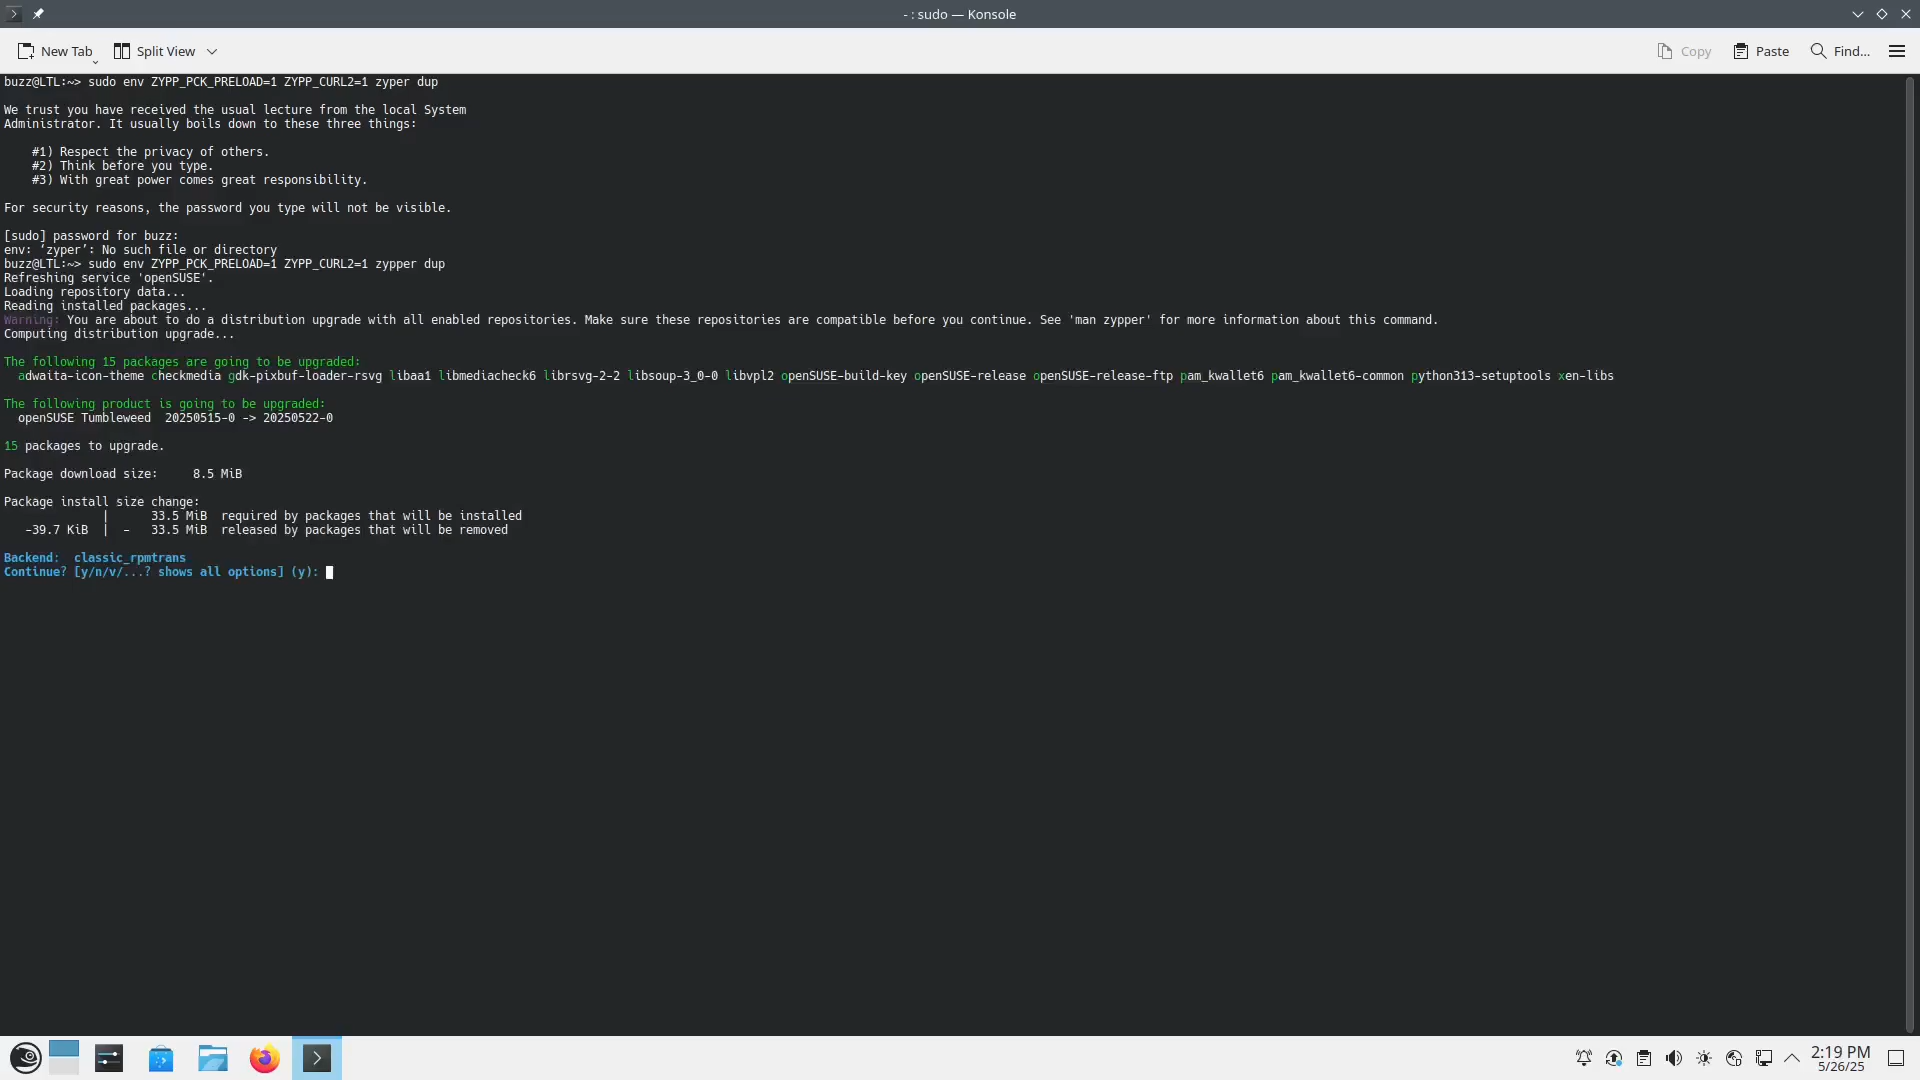 - : sudo — Konsole
New Tab
Split View
Copy
Paste
Find...
buzz@LTL:~> sudo env ZYPP_PCK_PRELOAD=1 ZYPP_CURL2=1 zyper dup
We trust you have received the usual lecture from the local System
Administrator. It usually boils down to these three things:
#1) Respect the privacy of others.
#2) Think before you type.
#3) With great power comes great responsibility.
For security reasons, the password you type will not be visible.
[sudo] password for buzz:
env: ‘zyper’: No such file or directory
buzz@LTL:~> sudo env ZYPP_PCK_PRELOAD=1 ZYPP_CURL2=1 zypper dup
Refreshing service 'openSUSE'.
Loading repository data...
Reading installed packages...
Warning: You are about to do a distribution upgrade with all enabled repositories. Make sure these repositories are compatible before you continue. See 'man zypper' for more information about this command.
Computing distribution upgrade...
The following 15 packages are going to be upgraded:
adwaita-icon-theme checkmedia gdk-pixbuf-loader-rsvg libaa1 libmediacheck6 librsvg-2-2 libsoup-3_0-0 libvpl2 openSUSE-build-key openSUSE-release openSUSE-release-ftp pam_kwallet6 pam_kwallet6-common python313-setuptools xen-libs
The following product is going to be upgraded:
openSUSE Tumbleweed  20250515-0 -> 20250522-0
15 packages to upgrade.
Package download size:     8.5 MiB
Package install size change:
|      33.5 MiB  required by packages that will be installed
-39.7 KiB  |  -   33.5 MiB  released by packages that will be removed
Backend:  classic_rpmtrans
Continue? [y/n/v/...? shows all options] (y):
2:19 PM
5/26/25